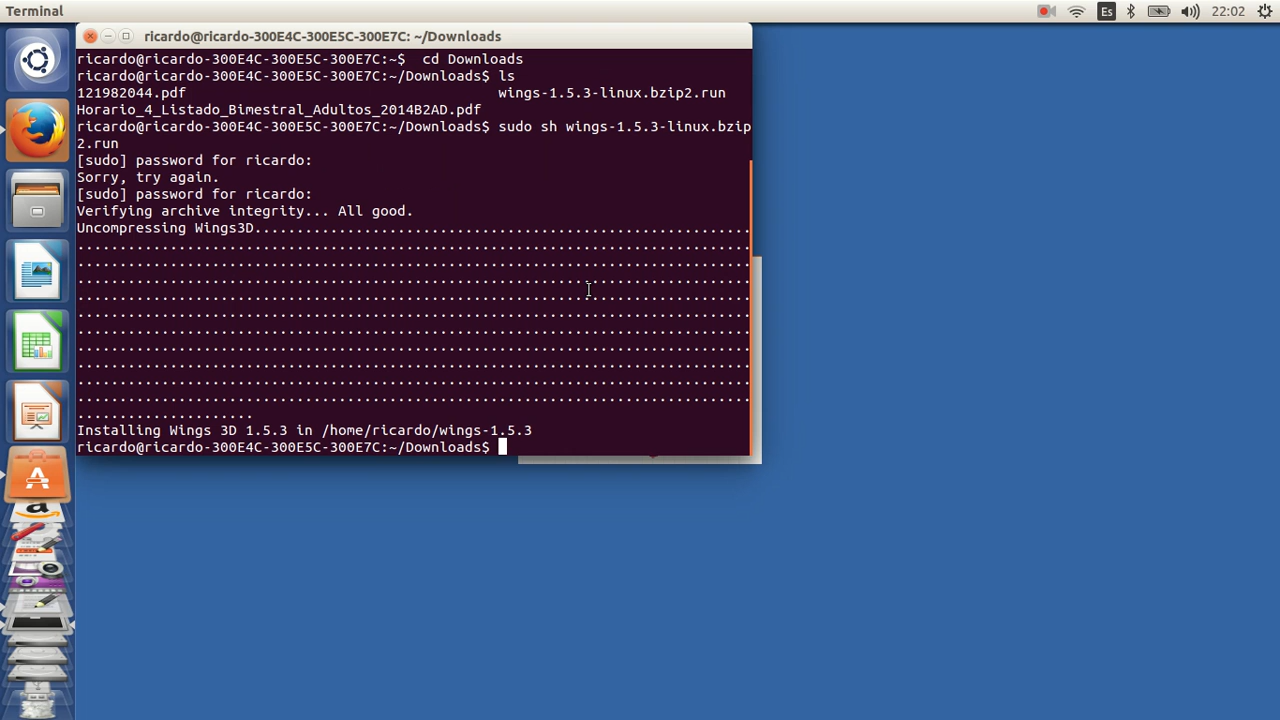 Terminal
Es
22:02
ricardo@ricardo-300E4C-300E5C-300E7C: ~/Downloads
ricardo@ricardo-300E4C-300E5C-300E7C:~$  cd Downloads
ricardo@ricardo-300E4C-300E5C-300E7C:~/Downloads$ ls
121982044.pdf wings-1.5.3-linux.bzip2.run
Horario_4_Listado_Bimestral_Adultos_2014B2AD.pdf
ricardo@ricardo-300E4C-300E5C-300E7C:~/Downloads$ sudo sh wings-1.5.3-linux.bzip
2.run
[sudo] password for ricardo:
Sorry, try again.
[sudo] password for ricardo:
Verifying archive integrity... All good.
Uncompressing Wings3D...........................................................
................................................................................
................................................................................
................................................................................
................................................................................
................................................................................
................................................................................
................................................................................
................................................................................
................................................................................
................................................................................
.....................
Installing Wings 3D 1.5.3 in /home/ricardo/wings-1.5.3
ricardo@ricardo-300E4C-300E5C-300E7C:~/Downloads$